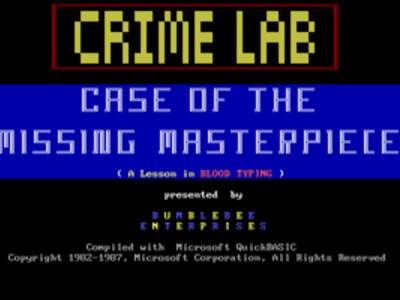 CRIME LAB
CASE OF THE
MISSING MASTERPIECE
( A Lesson in BLOOD TYPING )
presented by
BUMBLEBEE
ENTERPRISES
Compiled with Microsoft QuickBASIC
Copyright 1982-1987, Microsoft Corporation, All Rights Reserved